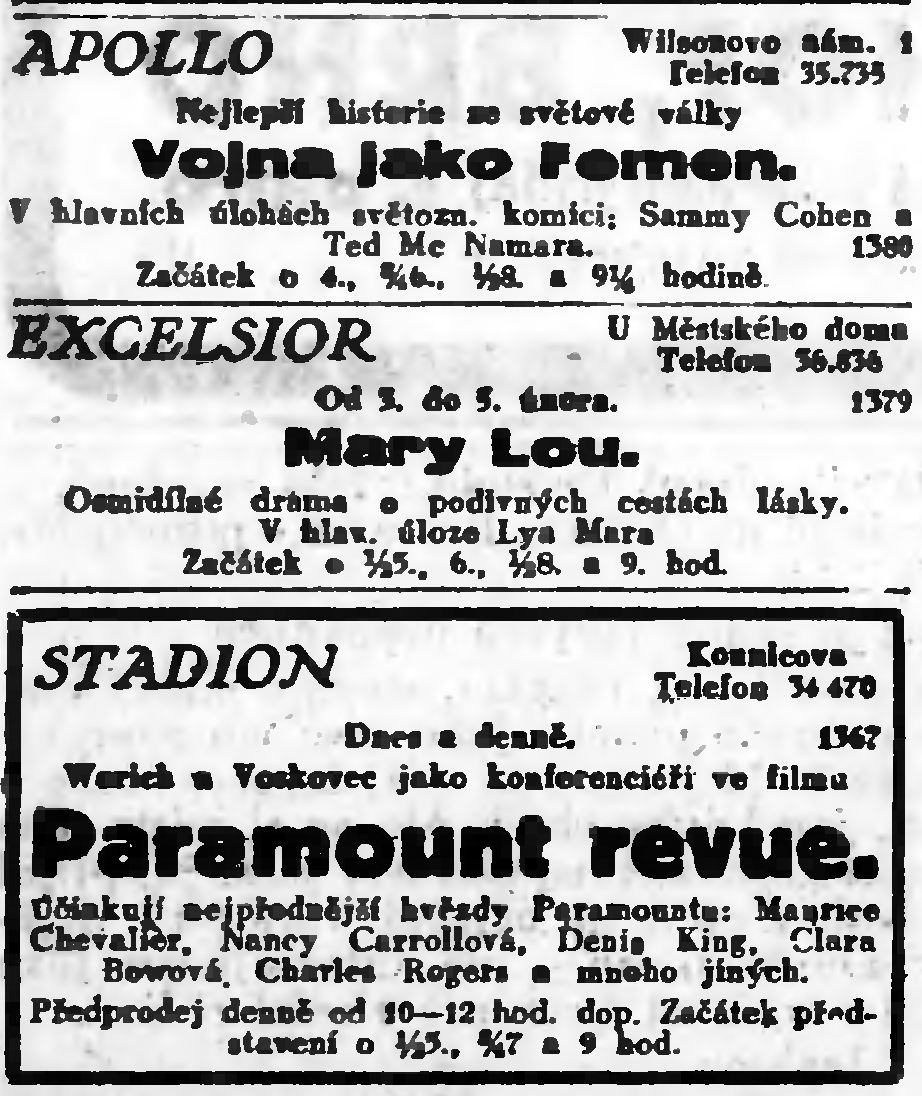 APOLLO
Wilsonovo nám. 1
Telefon 35.735
Nejlepší historie ze světové války
Vojna jako Femen.
V hlavních úlohách světozn. komici: Sammy Cohen a
Ted Mc Namara. 1380
Začátek o 4., ¾6., ½8. a 9¼ hodině.
EXCELSIOR
U Městského domu
Telefon 36.836
Od 3. do 5. února. 1379
Mary Lou.
Osmidílné drama o podivných cestách lásky.
V hlav. úloze Lya Mara
Začátek o ½5., 6., ½8. a 9. hod.
STADION
Kounicova
Telefon 34 470
Dnes a denně. 1367
Werich a Voskovec jako konferenciéři ve filmu
Paramount revue.
Účinkují nejpřednější hvězdy Paramountu: Maurice
Chevalier, Nancy Carrollová, Denis King, Clara
Bowová, Charles Rogers a mnoho jiných.
Předprodej denně od 10—12 hod. dop. Začátek před-
stavení o ½5., ¾7 a 9 hod.